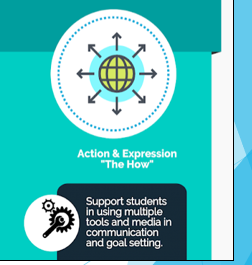 Action & Expression
"The How"
Support students
in using multiple
tools and media in
communication
and goal setting.